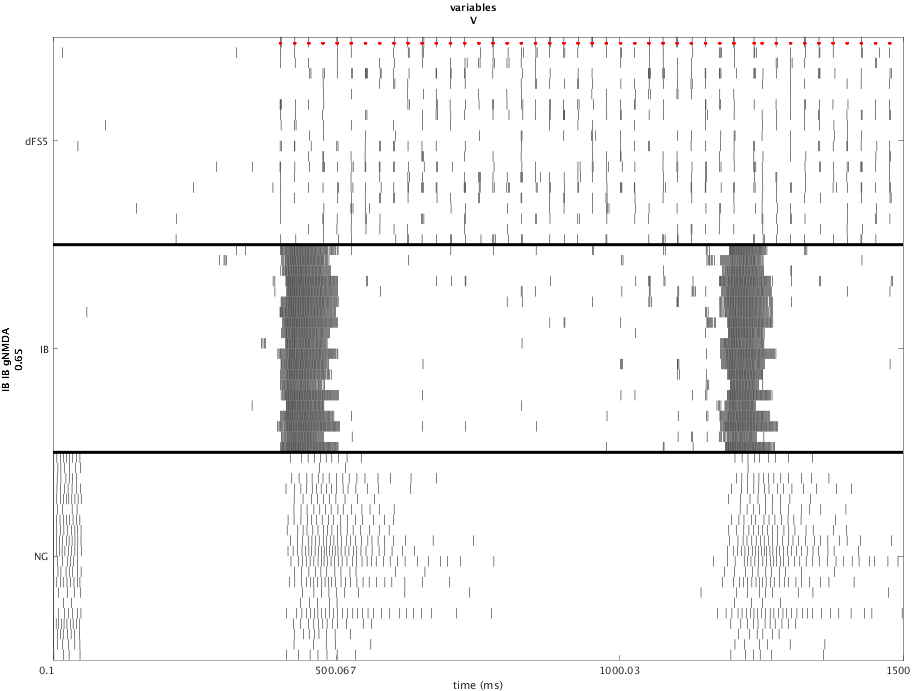 variables
V
dFS5
IB IB gNMDA
0.65
IB
NG
0.1
500.067
1000.03
1500
time (ms)